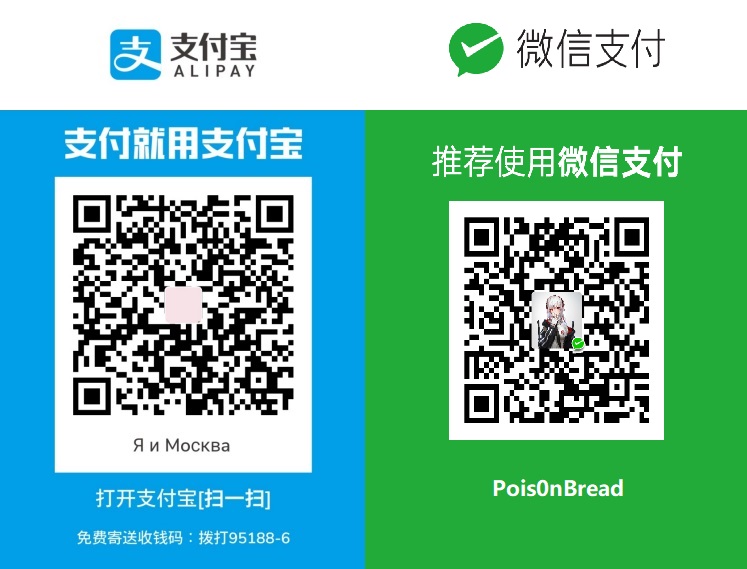 支付宝
ALIPAY
支付就用支付宝
Я и Москва
打开支付宝[扫一扫]
免费寄送收钱码：拨打95188-6
微信支付
推荐使用微信支付
Pois0nBread